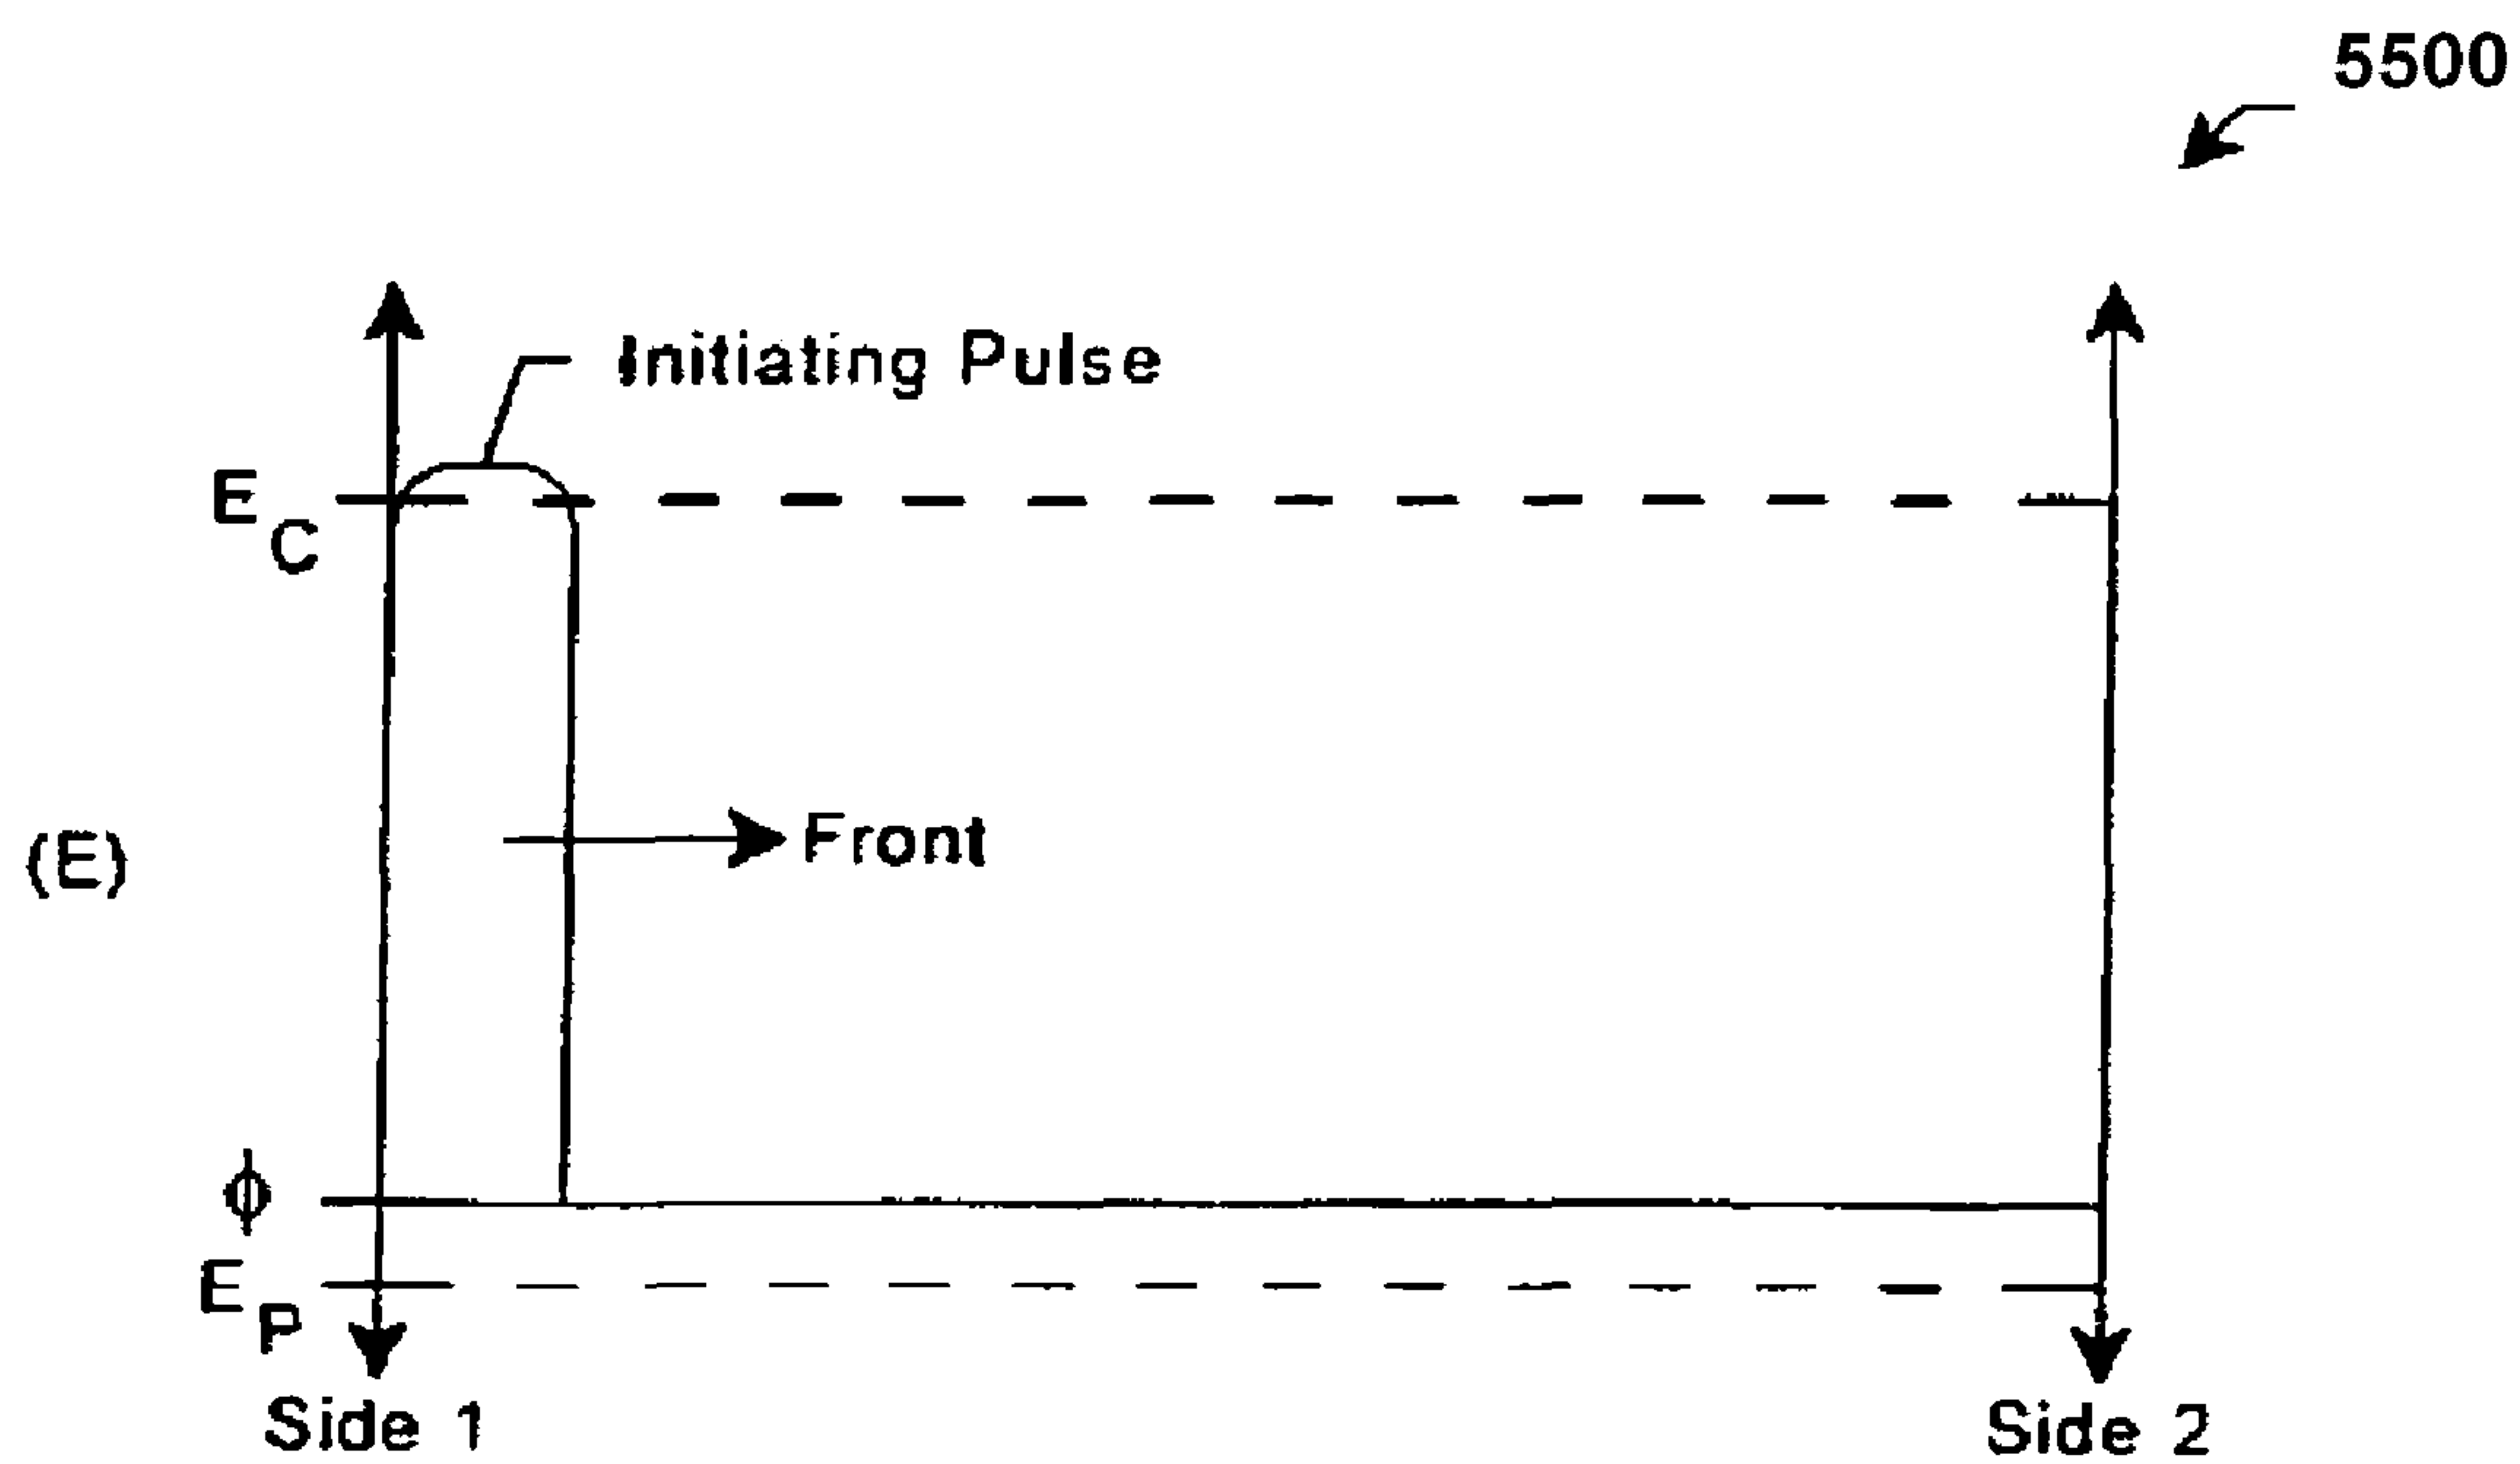 5500
Initiating Pulse
E_C
Front
(E)
ϕ
E_P
Side 1
Side 2